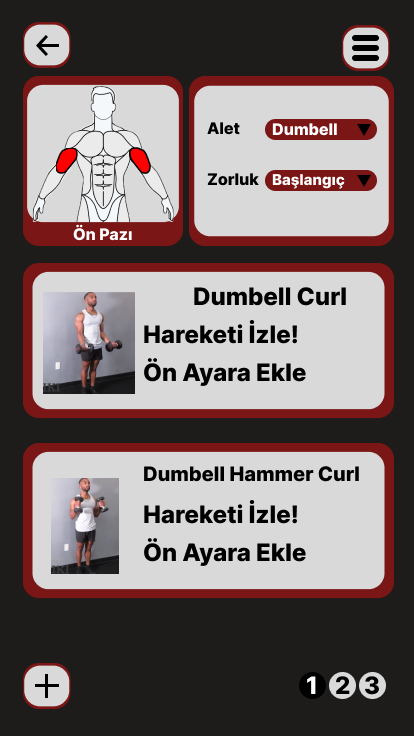 Alet
Dumbell
Zorluk
Başlangıç
Ön Pazı
Dumbell Curl
Hareketi İzle!
Ön Ayara Ekle
Dumbell Hammer Curl
Hareketi İzle!
Ön Ayara Ekle
1 2 3